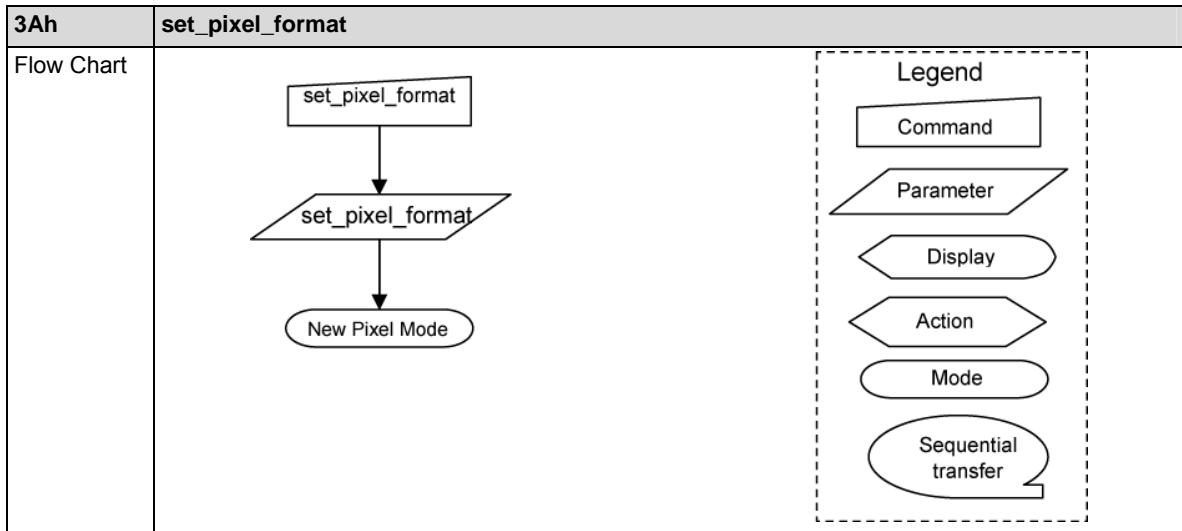 3Ah set_pixel_format
Flow Chart
set_pixel_format
set_pixel_format
New Pixel Mode
Legend
Command
Parameter
Display
Action
Mode
Sequential
transfer